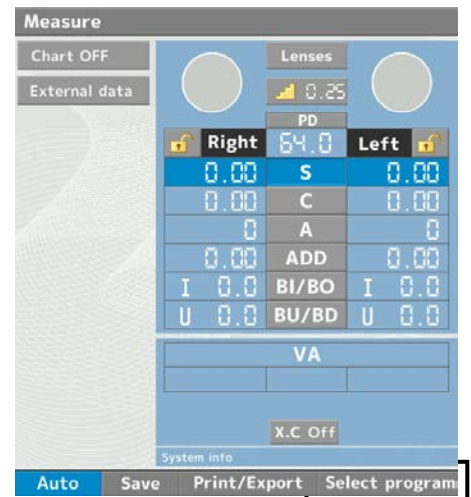 Measure
Chart OFF
Lenses
External data
0.25
PD
Right 64.0 Left
0.00 S 0.00
0.00 C 0.00
0 A 0
0.00 ADD 0.00
I 0.0 BI/BO I 0.0
U 0.0 BU/BD U 0.0
VA
X.C Off
System info
Auto Save Print/Export Select program